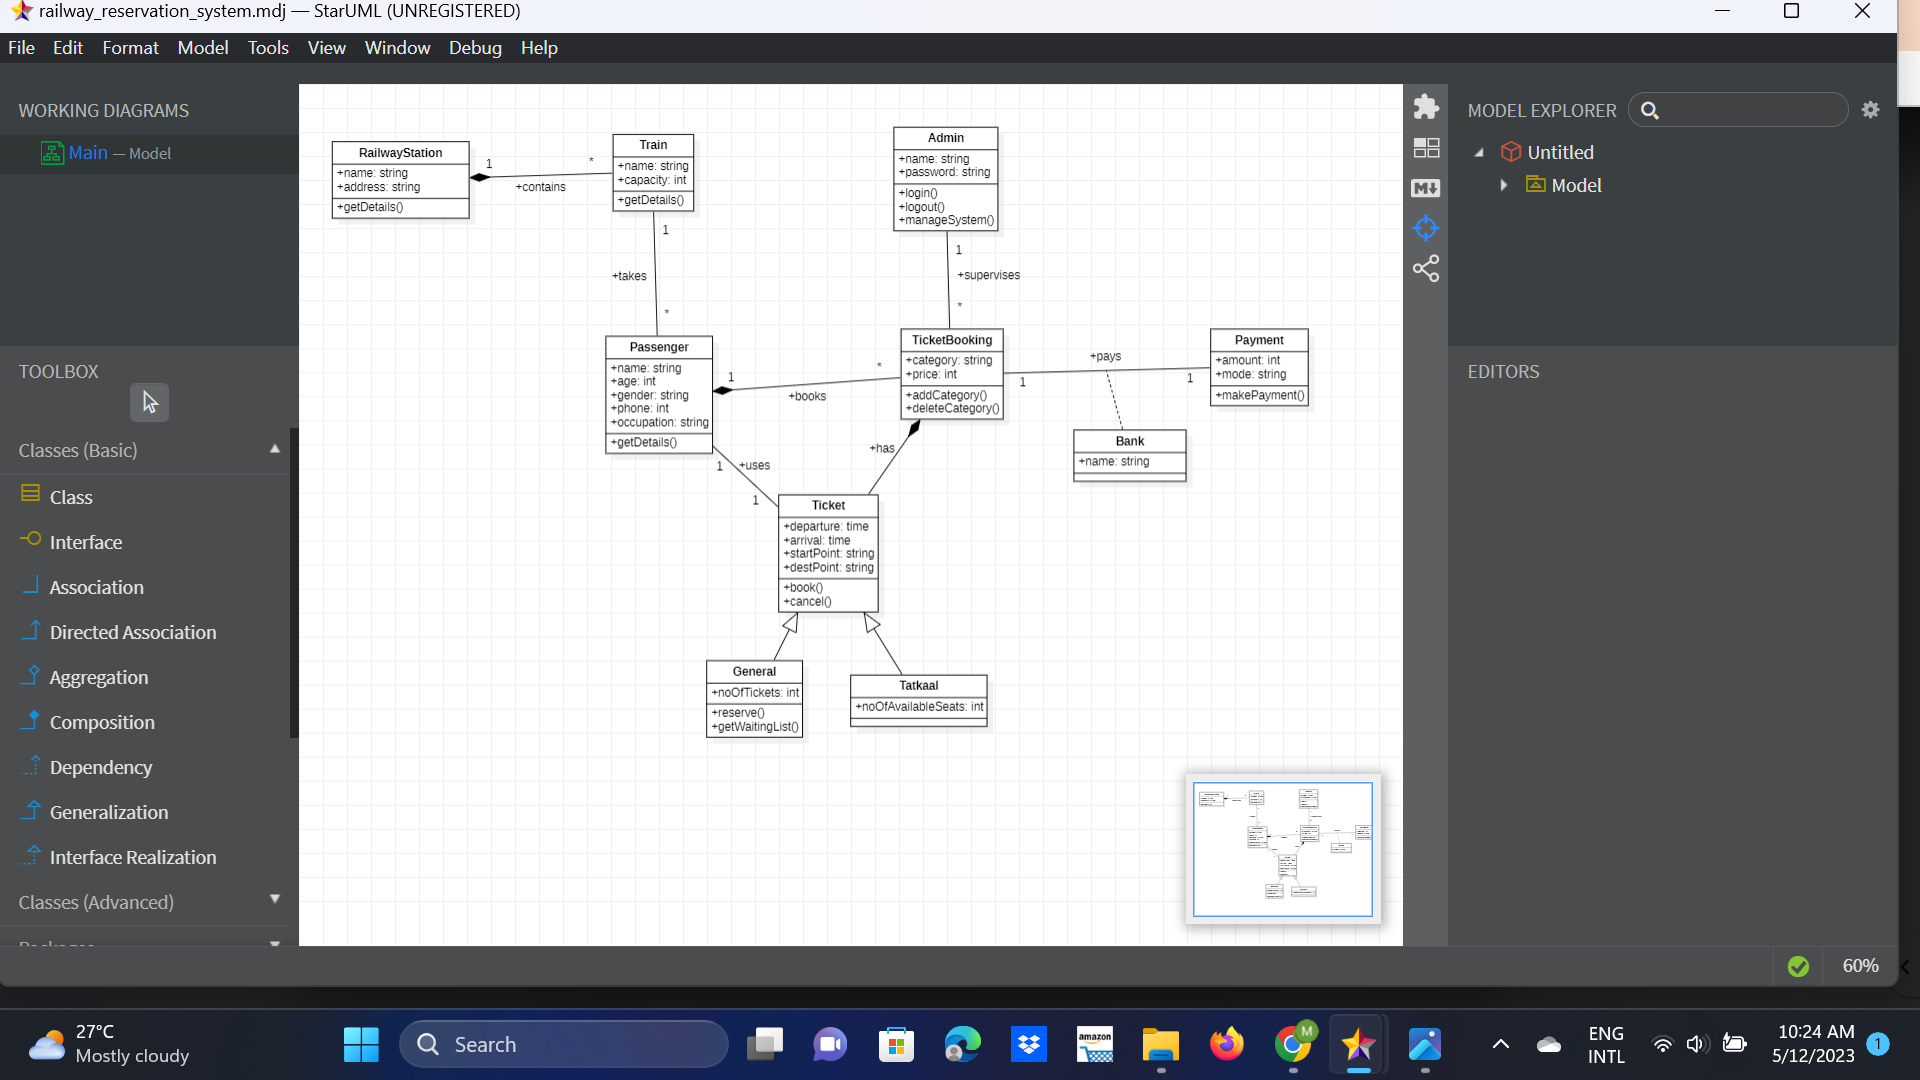 railway_reservation_system.mdj — StarUML (UNREGISTERED)
File Edit Format Model Tools View Window Debug Help
WORKING DIAGRAMS
Main — Model
TOOLBOX
Classes (Basic)
Class
Interface
Association
Directed Association
Aggregation
Composition
Dependency
Generalization
Interface Realization
Classes (Advanced)
RailwayStation
+name: string
+address: string
+getDetails()
1
*
+contains
Train
+name: string
+capacity: int
+getDetails()
1
+takes
*
Admin
+name: string
+password: string
+login()
+logout()
+manageSystem()
1
+supervises
*
Passenger
+name: string
+age: int
+gender: string
+phone: int
+occupation: string
+getDetails()
1
*
+books
TicketBooking
+category: string
+price: int
+addCategory()
+deleteCategory()
+pays
1
1
Payment
+amount: int
+mode: string
+makePayment()
Bank
+name: string
+has
1
+uses
1
Ticket
+departure: time
+arrival: time
+startPoint: string
+destPoint: string
+book()
+cancel()
General
+noOfTickets: int
+reserve()
+getWaitingList()
Tatkaal
+noOfAvailableSeats: int
MODEL EXPLORER
Untitled
Model
EDITORS
60%
27°C
Mostly cloudy
Search
amazon
M
ENG
INTL
10:24 AM
5/12/2023
1